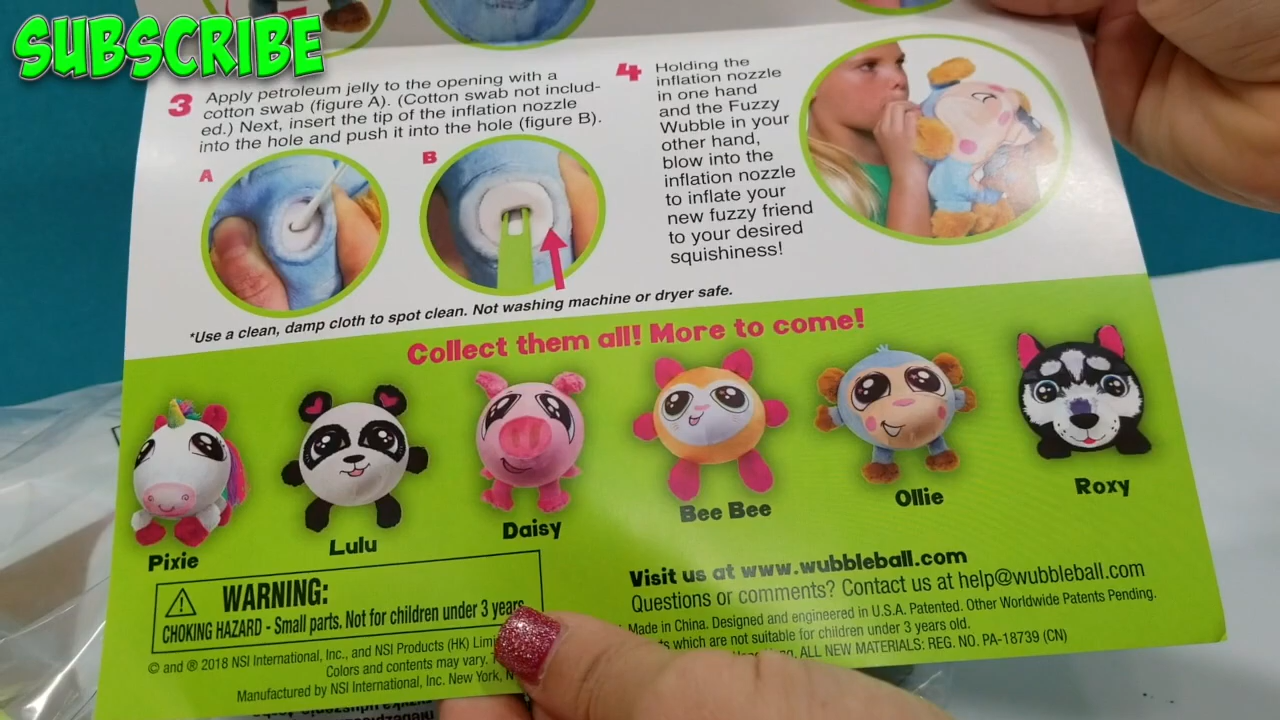 SUBSCRIBE
3 Apply petroleum jelly to the opening with a
cotton swab (figure A). (Cotton swab not includ-
ed.) Next, insert the tip of the inflation nozzle
into the hole and push it into the hole (figure B).
A
B
4 Holding the
inflation nozzle
in one hand
and the Fuzzy
Wubble in your
other hand,
blow into the
inflation nozzle
to inflate your
new fuzzy friend
to your desired
squishiness!
*Use a clean, damp cloth to spot clean. Not washing machine or dryer safe.
Collect them all! More to come!
Pixie
Lulu
Daisy
Bee Bee
Ollie
Roxy
WARNING:
CHOKING HAZARD - Small parts. Not for children under 3 years.
© and ® 2018 NSI International, Inc., and NSI Products (HK)
Colors and contents may vary.
Manufactured by NSI International, Inc. New York,
Visit us at www.wubbleball.com
Questions or comments? Contact us at help@wubbleball.com
Made in China. Designed and engineered in U.S.A. Patented. Other Worldwide Patents Pending.
which are not suitable for children under 3 years old.
ALL NEW MATERIALS: REG. NO. PA-18739 (CN)